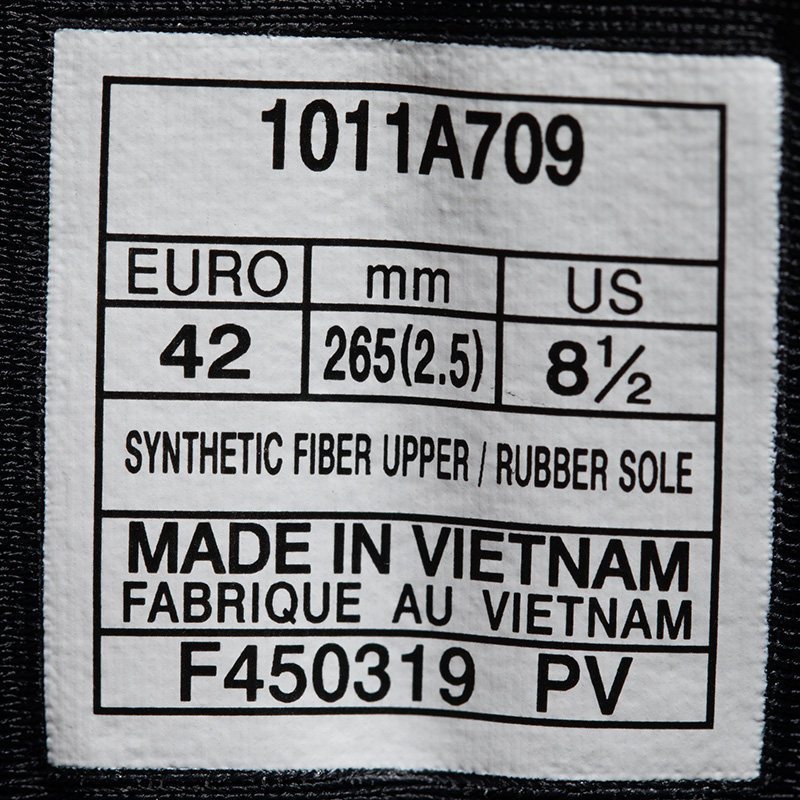 1011A709
EURO mm US
42 265(2.5) 8½
SYNTHETIC FIBER UPPER / RUBBER SOLE
MADE IN VIETNAM
FABRIQUE AU VIETNAM
F450319 PV